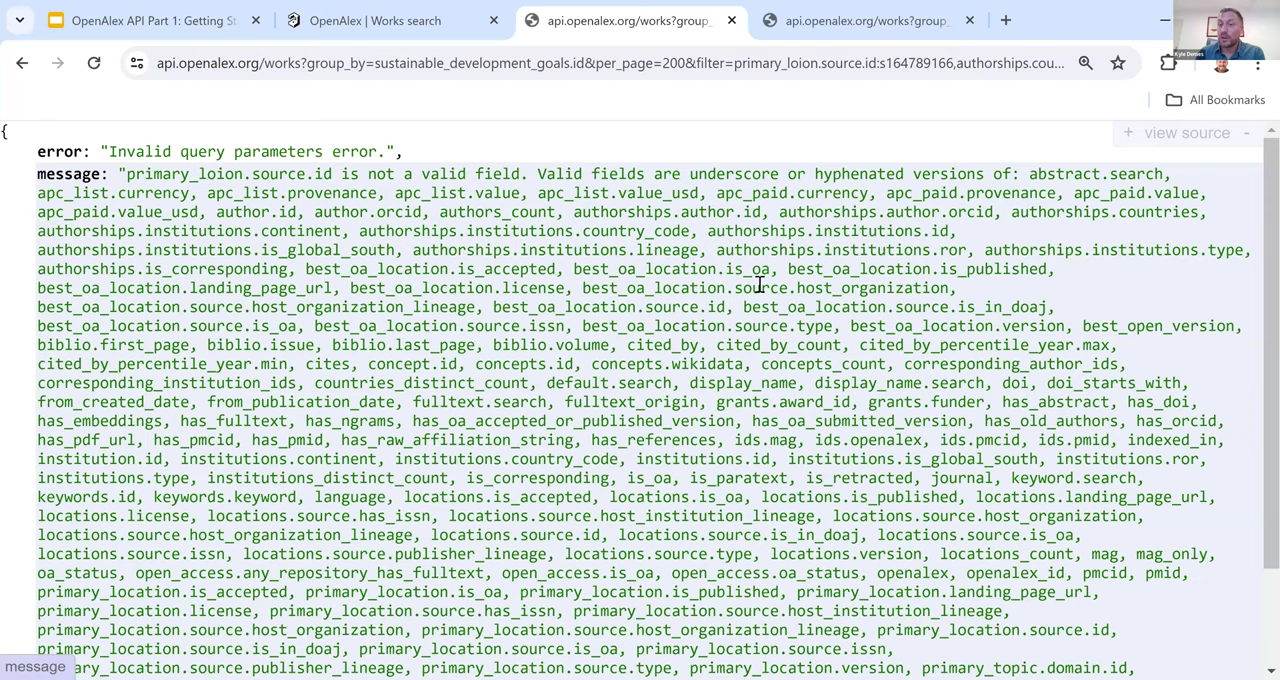 OpenAlex API Part 1: Getting St
OpenAlex | Works search
api.openalex.org/works?group_
api.openalex.org/works?group_
Kyle Demes
api.openalex.org/works?group_by=sustainable_development_goals.id&per_page=200&filter=primary_loion.source.id:s164789166,authorships.cou...
All Bookmarks
{
+ view source -
error: "Invalid query parameters error.",
message: "primary_loion.source.id is not a valid field. Valid fields are underscore or hyphenated versions of: abstract.search,
apc_list.currency, apc_list.provenance, apc_list.value, apc_list.value_usd, apc_paid.currency, apc_paid.provenance, apc_paid.value,
apc_paid.value_usd, author.id, author.orcid, authors_count, authorships.author.id, authorships.author.orcid, authorships.countries,
authorships.institutions.continent, authorships.institutions.country_code, authorships.institutions.id,
authorships.institutions.is_global_south, authorships.institutions.lineage, authorships.institutions.ror, authorships.institutions.type,
authorships.is_corresponding, best_oa_location.is_accepted, best_oa_location.is_oa, best_oa_location.is_published,
best_oa_location.landing_page_url, best_oa_location.license, best_oa_location.source.host_organization,
best_oa_location.source.host_organization_lineage, best_oa_location.source.id, best_oa_location.source.is_in_doaj,
best_oa_location.source.is_oa, best_oa_location.source.issn, best_oa_location.source.type, best_oa_location.version, best_open_version,
biblio.first_page, biblio.issue, biblio.last_page, biblio.volume, cited_by, cited_by_count, cited_by_percentile_year.max,
cited_by_percentile_year.min, cites, concept.id, concepts.id, concepts.wikidata, concepts_count, corresponding_author_ids,
corresponding_institution_ids, countries_distinct_count, default.search, display_name, display_name.search, doi, doi_starts_with,
from_created_date, from_publication_date, fulltext.search, fulltext_origin, grants.award_id, grants.funder, has_abstract, has_doi,
has_embeddings, has_fulltext, has_ngrams, has_oa_accepted_or_published_version, has_oa_submitted_version, has_old_authors, has_orcid,
has_pdf_url, has_pmcid, has_pmid, has_raw_affiliation_string, has_references, ids.mag, ids.openalex, ids.pmcid, ids.pmid, indexed_in,
institution.id, institutions.continent, institutions.country_code, institutions.id, institutions.is_global_south, institutions.ror,
institutions.type, institutions_distinct_count, is_corresponding, is_oa, is_paratext, is_retracted, journal, keyword.search,
keywords.id, keywords.keyword, language, locations.is_accepted, locations.is_oa, locations.is_published, locations.landing_page_url,
locations.license, locations.source.has_issn, locations.source.host_institution_lineage, locations.source.host_organization,
locations.source.host_organization_lineage, locations.source.id, locations.source.is_in_doaj, locations.source.is_oa,
locations.source.issn, locations.source.publisher_lineage, locations.source.type, locations.version, locations_count, mag, mag_only,
oa_status, open_access.any_repository_has_fulltext, open_access.is_oa, open_access.oa_status, openalex, openalex_id, pmcid, pmid,
primary_location.is_accepted, primary_location.is_oa, primary_location.is_published, primary_location.landing_page_url,
primary_location.license, primary_location.source.has_issn, primary_location.source.host_institution_lineage,
primary_location.source.host_organization, primary_location.source.host_organization_lineage, primary_location.source.id,
primary_location.source.is_in_doaj, primary_location.source.is_oa, primary_location.source.issn,
message
ry_location.source.publisher_lineage, primary_location.source.type, primary_location.version, primary_topic.domain.id,